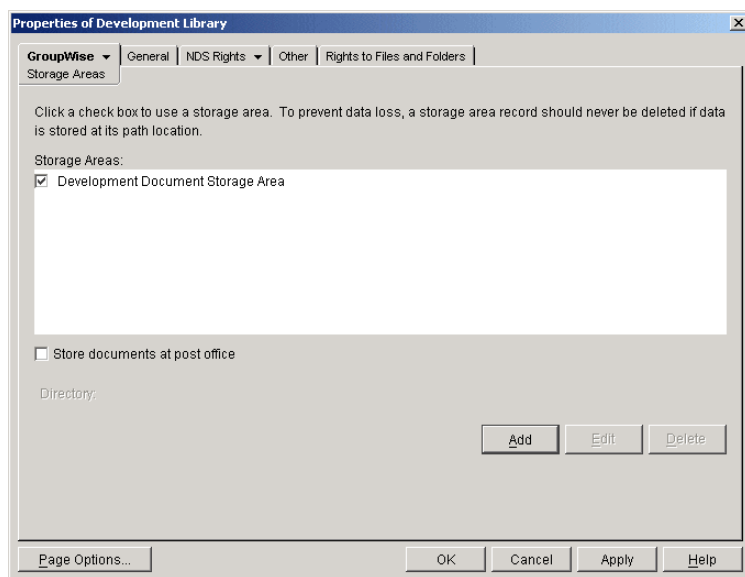 Properties of Development Library
GroupWise General NDS Rights Other Rights to Files and Folders
Storage Areas
Click a check box to use a storage area. To prevent data loss, a storage area record should never be deleted if data
is stored at its path location.
Storage Areas:
Development Document Storage Area
Store documents at post office
Directory:
Add Edit Delete
Page Options... OK Cancel Apply Help